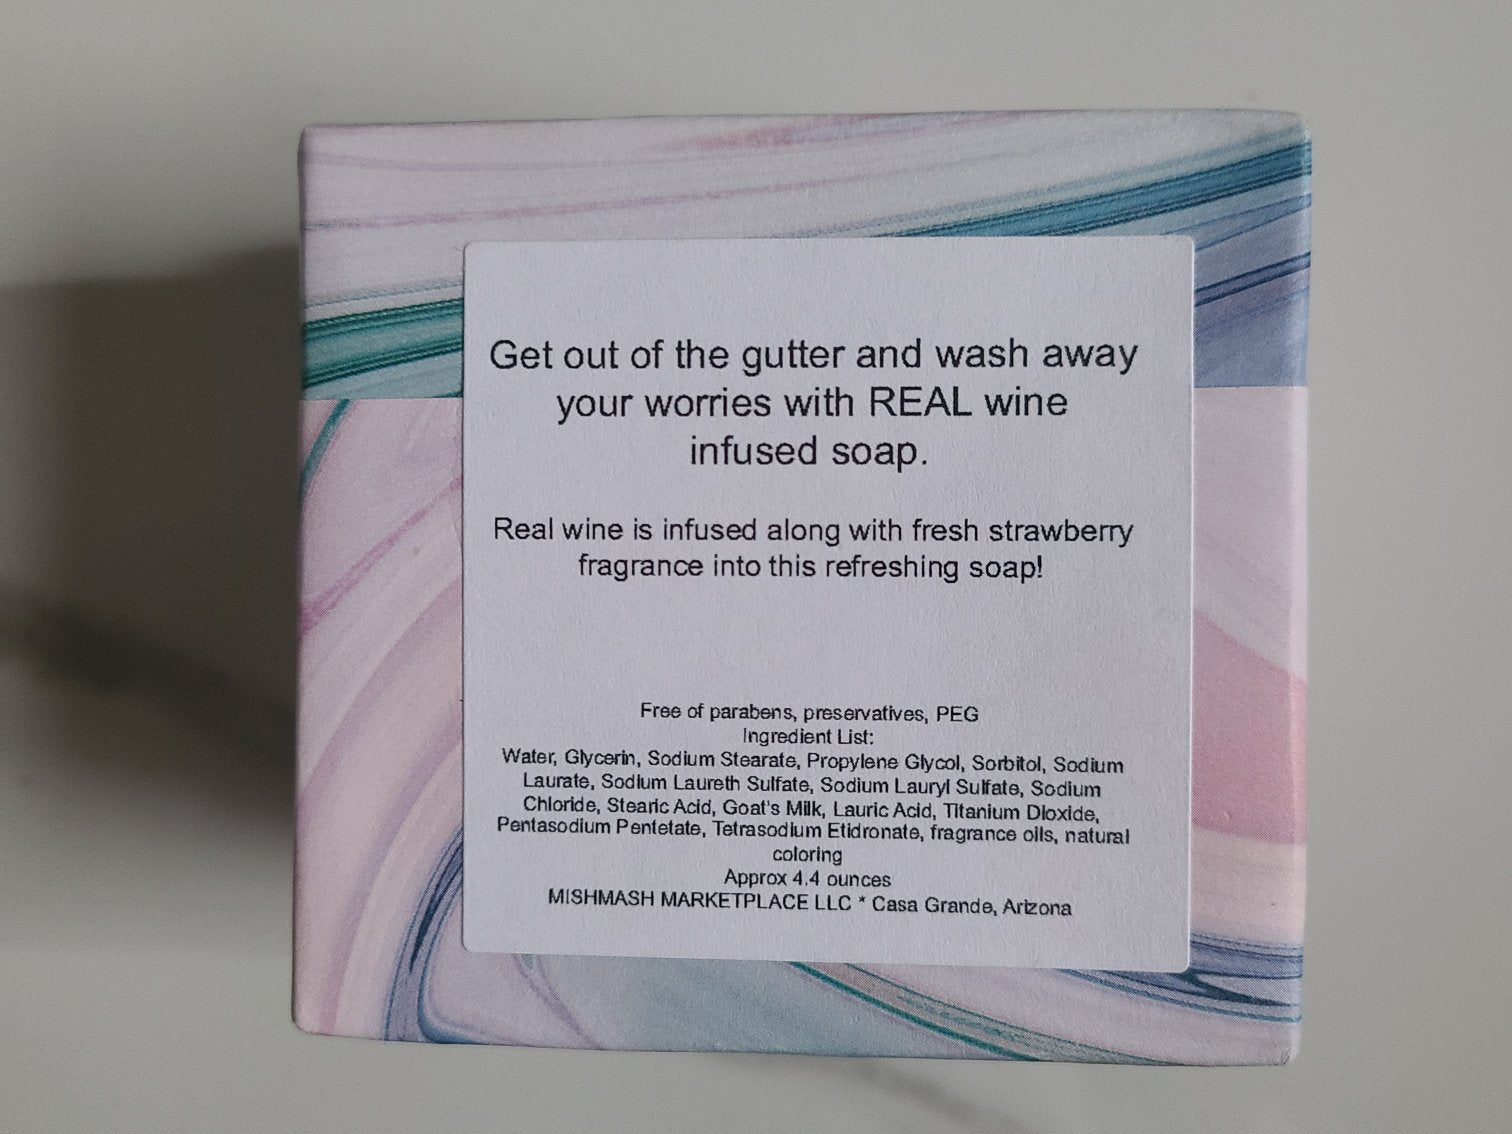 Get out of the gutter and wash away
your worries with REAL wine
infused soap.
Real wine is infused along with fresh strawberry
fragrance into this refreshing soap!
Free of parabens, preservatives, PEG
Ingredient List:
Water, Glycerin, Sodium Stearate, Propylene Glycol, Sorbitol, Sodium
Laurate, Sodium Laureth Sulfate, Sodium Lauryl Sulfate, Sodium
Chloride, Stearic Acid, Goat's Milk, Lauric Acid, Titanium Dioxide,
Pentasodium Pentetate, Tetrasodium Etidronate, fragrance oils, natural
coloring
Approx 4.4 ounces
MISHMASH MARKETPLACE LLC * Casa Grande, Arizona